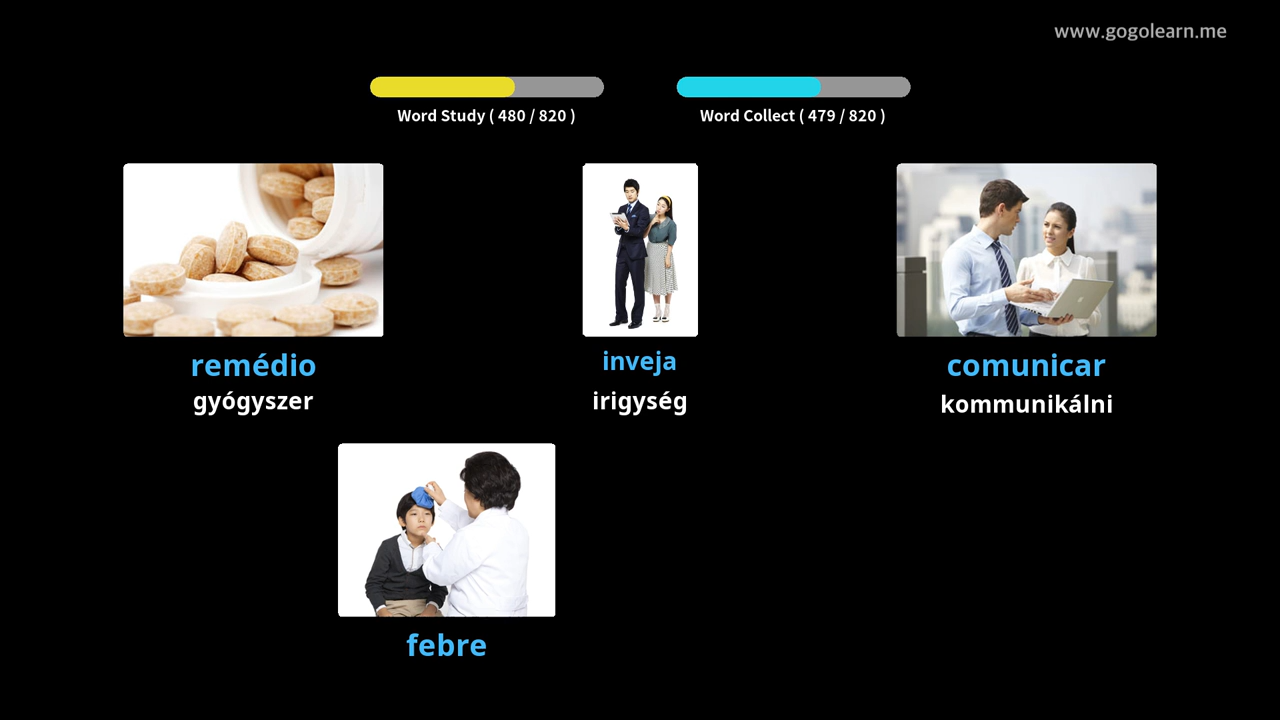 www.gogolearn.me
Word Study ( 480 / 820 )
Word Collect ( 479 / 820 )
remédio
gyógyszer
inveja
irigység
comunicar
kommunikálni
febre